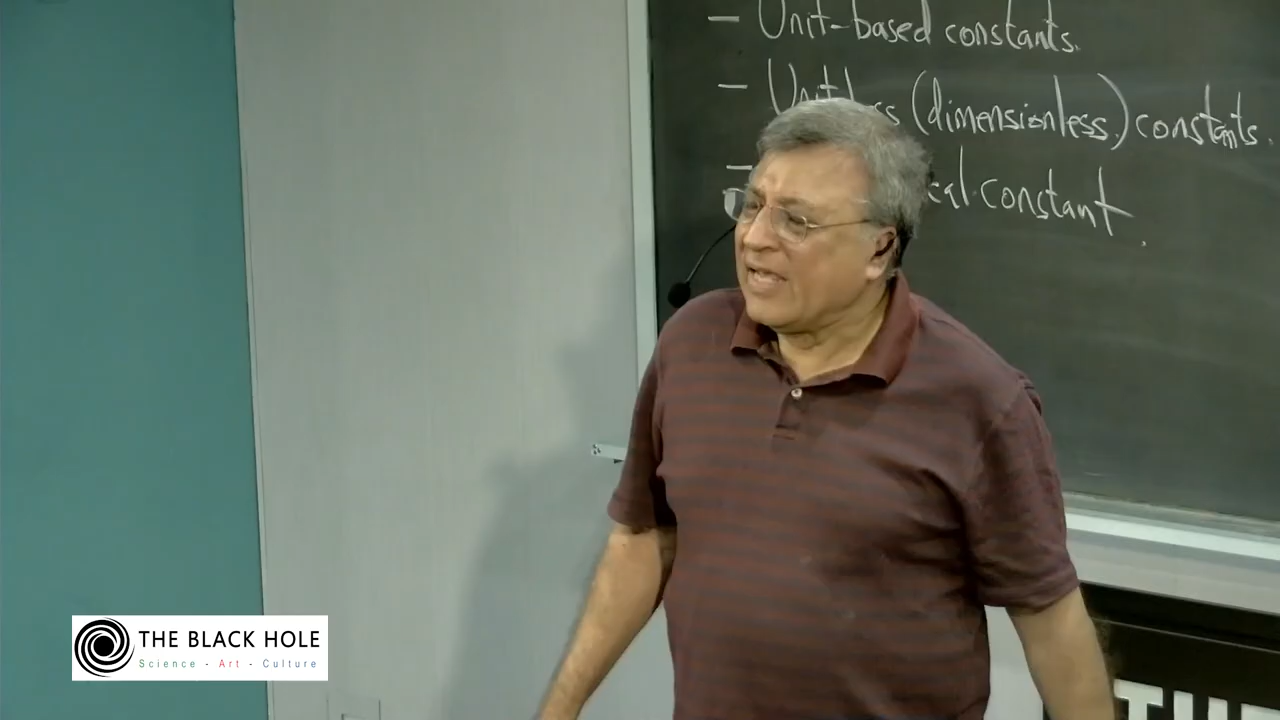 — Unit-based constants.
— (dimensionless) constants.
— constant.
THE BLACK HOLE
Science - Art - Culture